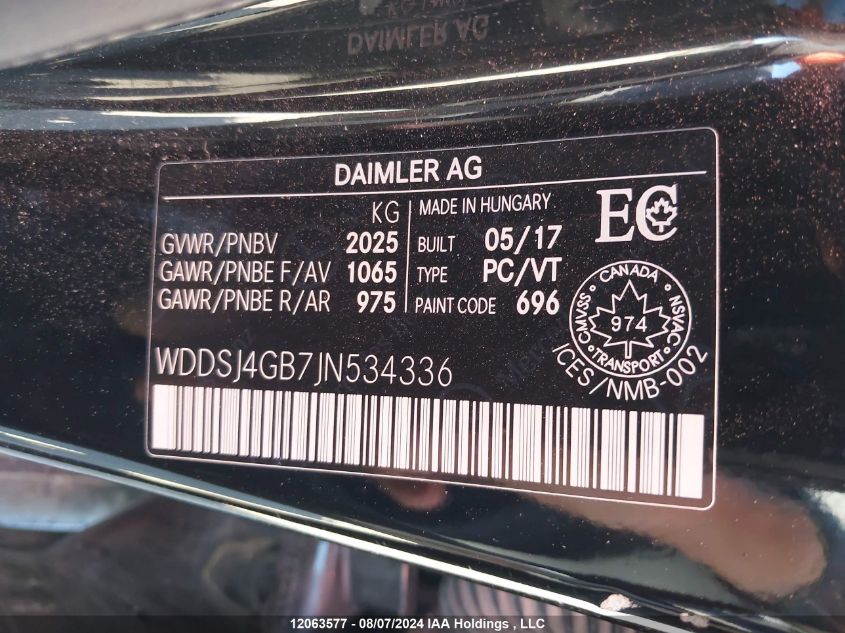 DAIMLER AG
DAIMLER AG
KG
GVWR/PNBV 2025
GAWR/PNBE F/AV 1065
GAWR/PNBE R/AR 975
MADE IN HUNGARY
BUILT 05/17
TYPE PC/VT
PAINT CODE 696
EC
CANADA
CMVSS 974 NSVAC
TRANSPORT
ICES/NMB-002
WDDSJ4GB7JN534336
12063577 - 08/07/2024 IAA Holdings , LLC